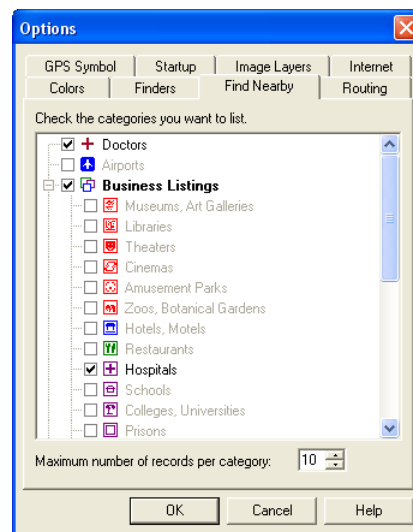 Options
GPS Symbol Startup Image Layers Internet
Colors Finders Find Nearby Routing
Check the categories you want to list.
Doctors
Airports
Business Listings
Museums, Art Galleries
Libraries
Theaters
Cinemas
Amusement Parks
Zoos, Botanical Gardens
Hotels, Motels
Restaurants
Hospitals
Schools
Colleges, Universities
Prisons
Maximum number of records per category: 10
OK Cancel Help